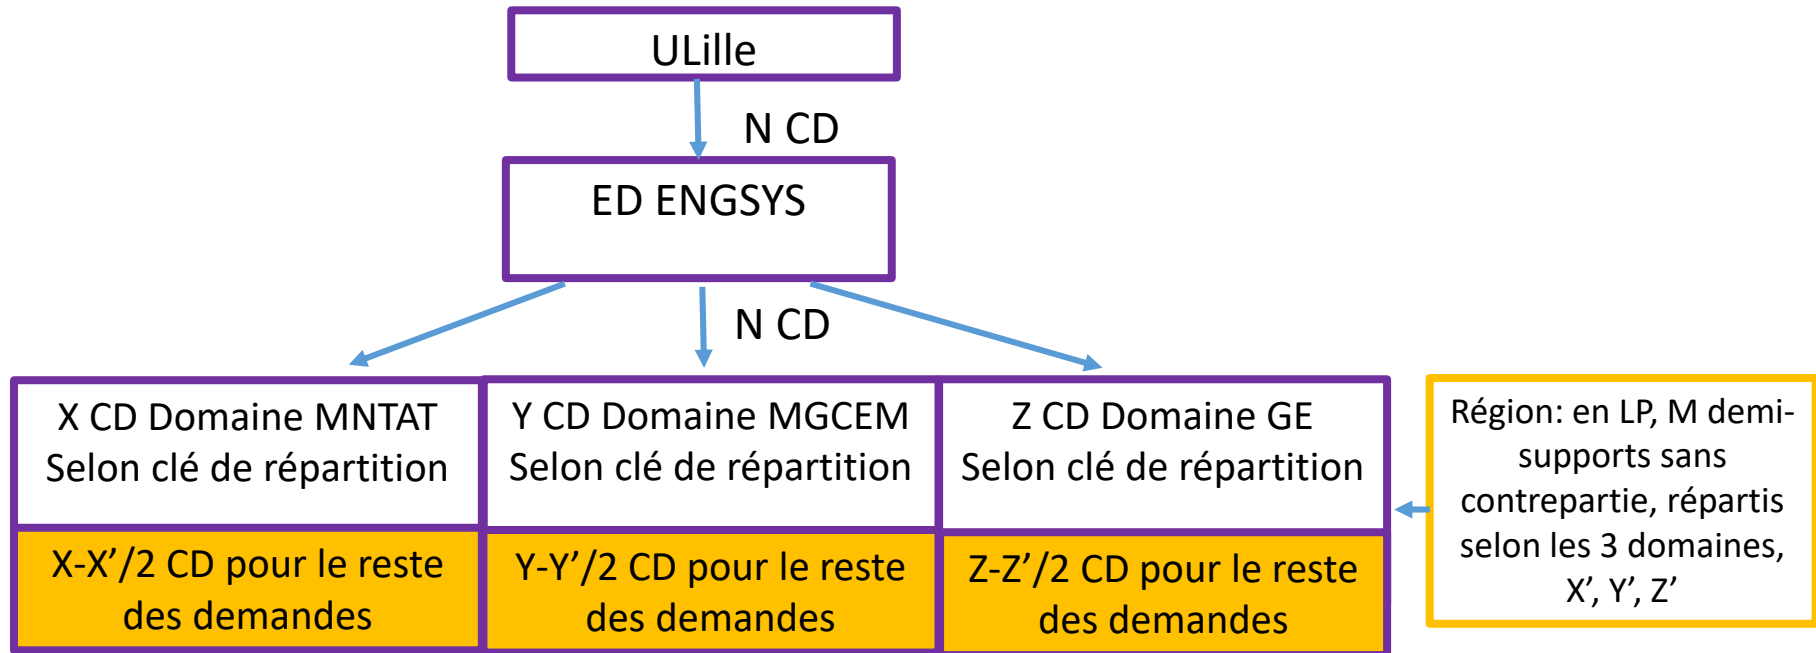 ULille
N CD
ED ENGSYS
N CD
X CD Domaine MNTAT
Selon clé de répartition
Y CD Domaine MGCEM
Selon clé de répartition
Z CD Domaine GE
Selon clé de répartition
X-X’/2 CD pour le reste
des demandes
Y-Y’/2 CD pour le reste
des demandes
Z-Z’/2 CD pour le reste
des demandes
Région: en LP, M demi-
supports sans
contrepartie, répartis
selon les 3 domaines,
X’, Y’, Z’